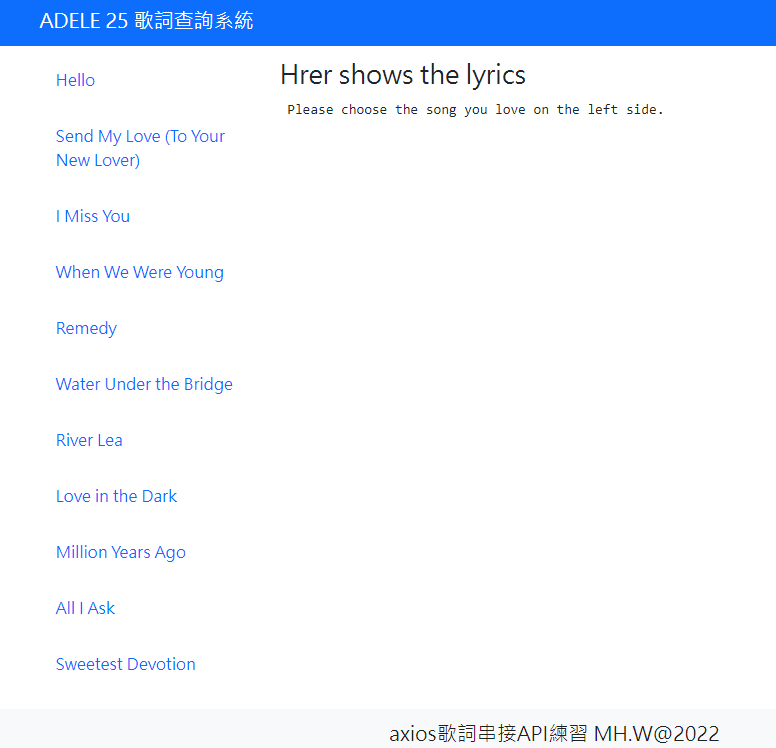 ADELE 25 歌詞查詢系統
Hello
Send My Love (To Your
New Lover)
I Miss You
When We Were Young
Remedy
Water Under the Bridge
River Lea
Love in the Dark
Million Years Ago
All I Ask
Sweetest Devotion
Hrer shows the lyrics
Please choose the song you love on the left side.
axios歌詞串接API練習 MH.W@2022